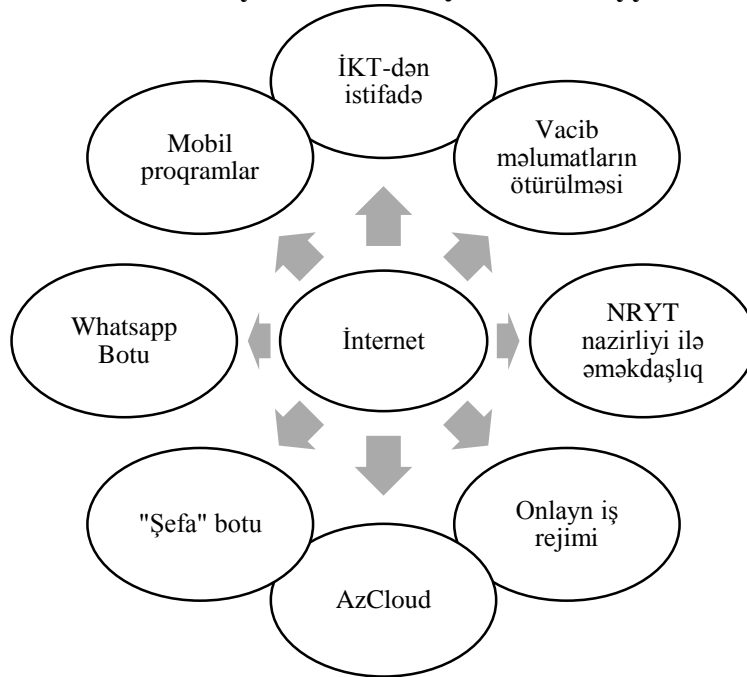 İKT-dən
istifadə
Vacib
məlumatların
ötürülməsi
NRYT
nazirliyi ilə
əməkdaşlıq
Onlayn iş
rejimi
AzCloud
"Şefa" botu
Whatsapp
Botu
Mobil
proqramlar
İnternet